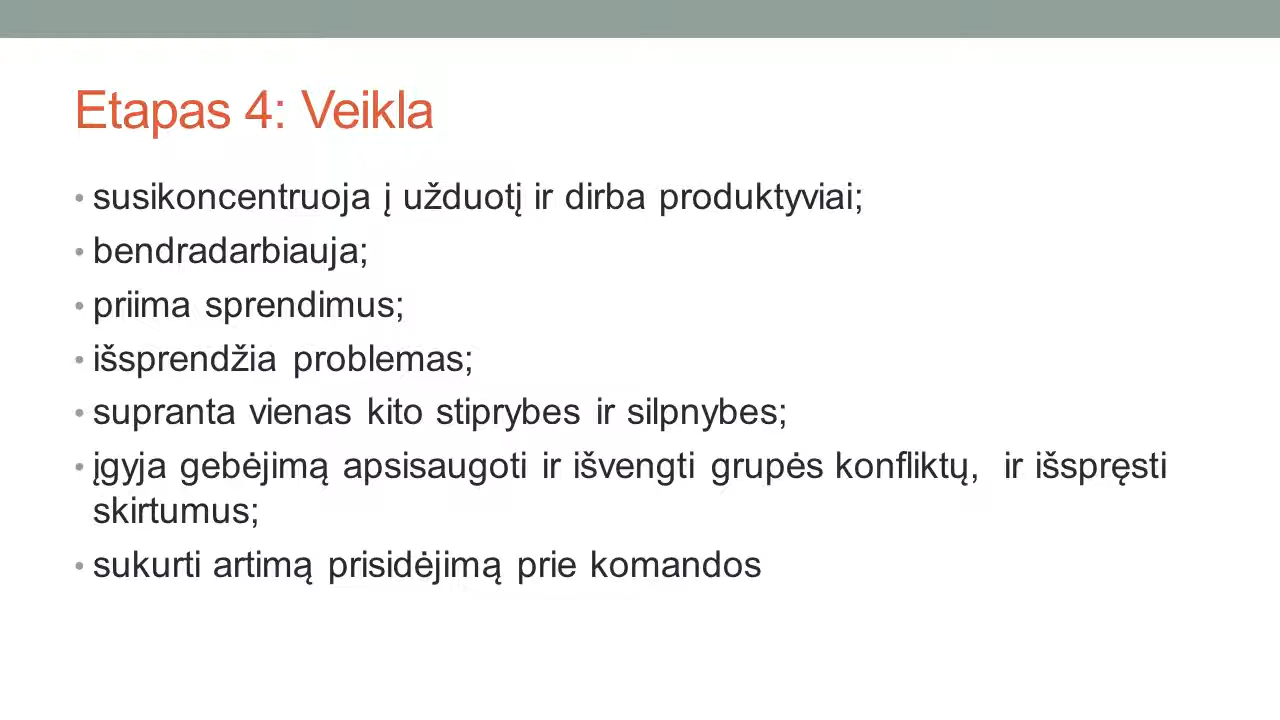 Etapas 4: Veikla
• susikoncentruoja į užduotį ir dirba produktyviai;
• bendradarbiauja;
• priima sprendimus;
• išsprendžia problemas;
• supranta vienas kito stiprybes ir silpnybes;
• įgyja gebėjimą apsisaugoti ir išvengti grupės konfliktų, ir išspręsti
skirtumus;
• sukurti artimą prisidėjimą prie komandos